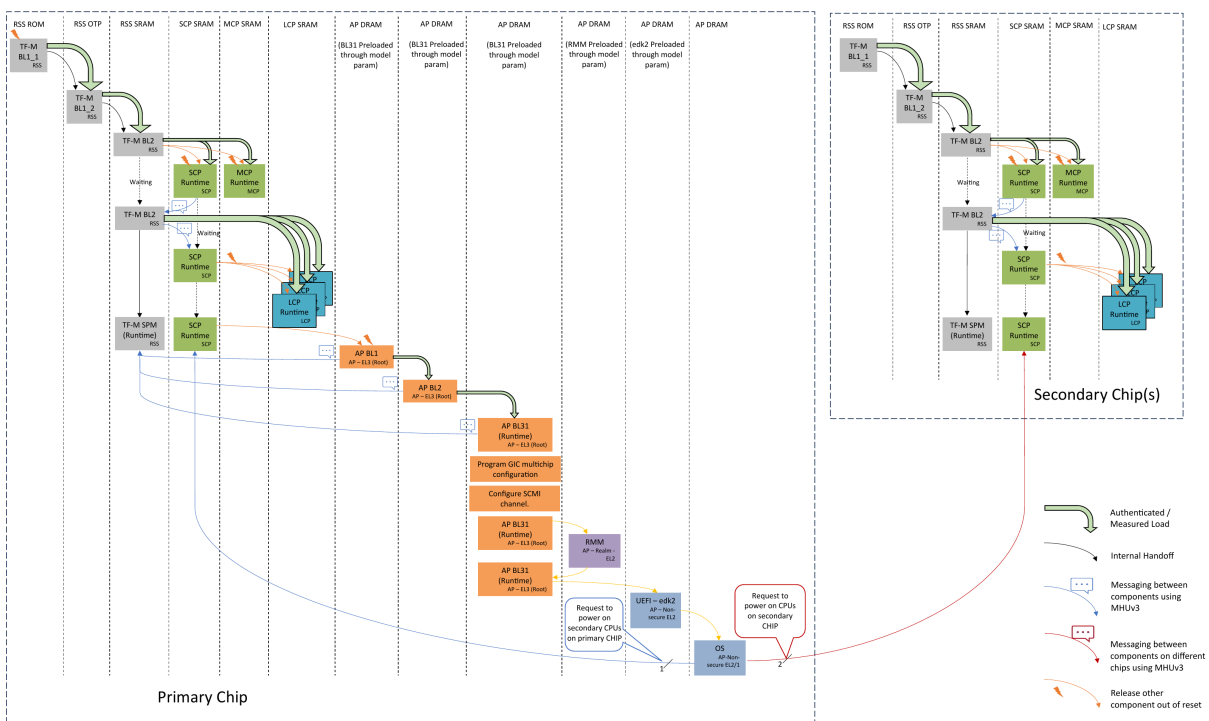 RSS ROM
RSS OTP
RSS SRAM
SCP SRAM
MCP SRAM
LCP SRAM
AP DRAM
AP DRAM
AP DRAM
AP DRAM
AP DRAM
AP DRAM
(BL31 Preloaded
through model
param)
(BL31 Preloaded
through model
param)
(BL31 Preloaded
through model
param)
(RMM Preloaded
through model
param)
(edk2 Preloaded
through model
param)
TF-M
BL1_1
RSS
TF-M
BL1_2
RSS
TF-M BL2
RSS
SCP
Runtime
SCP
MCP
Runtime
MCP
Waiting
TF-M BL2
RSS
Waiting
SCP
Runtime
SCP
LCP
Runtime
LCP
TF-M SPM
(Runtime)
RSS
SCP
Runtime
SCP
AP BL1
AP – EL3 (Root)
AP BL2
AP – EL3 (Root)
AP BL31
(Runtime)
AP – EL3 (Root)
Program GIC multichip
configuration
Configure SCMI
channel.
AP BL31
(Runtime)
AP – EL3 (Root)
RMM
AP – Realm -
EL2
AP BL31
(Runtime)
AP – EL3 (Root)
UEFI – edk2
AP – Non-
secure EL2
OS
AP-Non-
secure EL2/1
Request to
power on
secondary CPUs
on primary CHIP
1
Request to
power on CPUs
on secondary
CHIP
2
Primary Chip
RSS ROM
RSS OTP
RSS SRAM
SCP SRAM
MCP SRAM
LCP SRAM
TF-M
BL1_1
RSS
TF-M
BL1_2
RSS
TF-M BL2
RSS
SCP
Runtime
SCP
MCP
Runtime
MCP
Waiting
TF-M BL2
RSS
Waiting
SCP
Runtime
SCP
LCP
Runtime
LCP
TF-M SPM
(Runtime)
RSS
SCP
Runtime
SCP
Secondary Chip(s)
Authenticated /
Measured Load
Internal Handoff
Messaging between
components using
MHUv3
Messaging between
components on different
chips using MHUv3
Release other
component out of reset